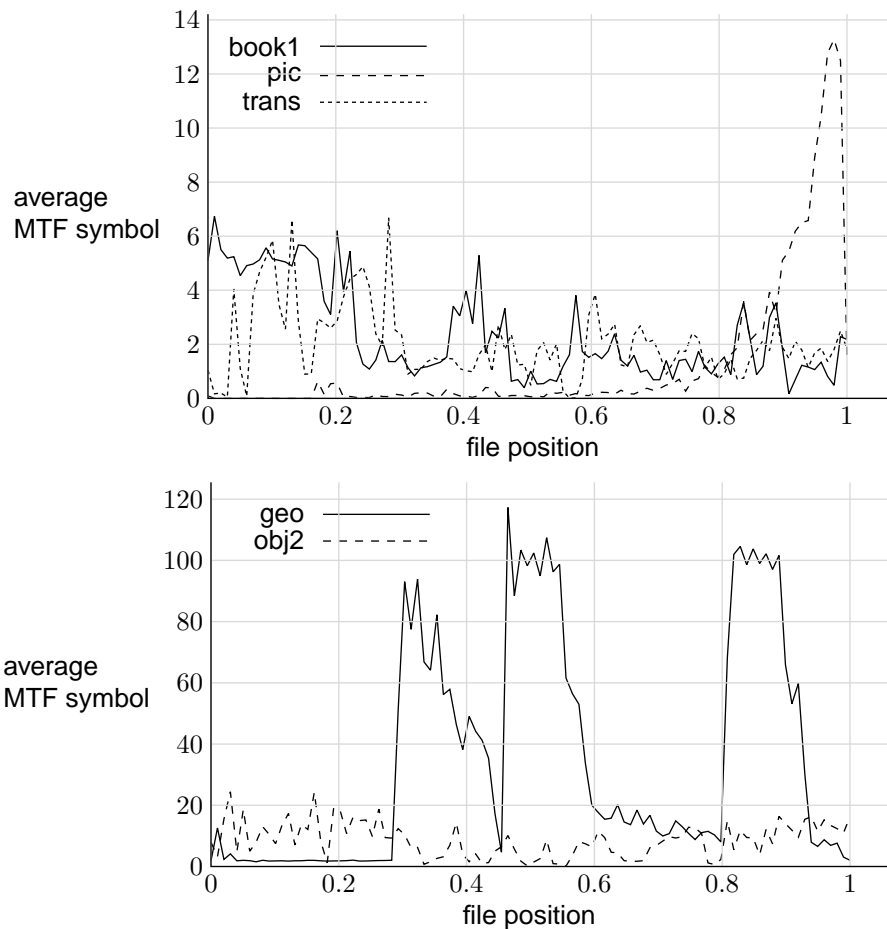 14
12
10
8
6
4
2
0
book1
pic
trans
average
MTF symbol
0 0.2 0.4 0.6 0.8 1
file position
120
100
80
60
40
20
0
geo
obj2
average
MTF symbol
0 0.2 0.4 0.6 0.8 1
file position